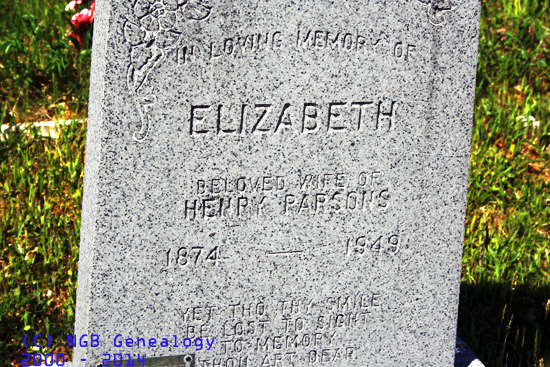 IN LOVING MEMORY OF
ELIZABETH
BELOVED WIFE OF
HENRY PARSONS
1874 — 1949
YET THO THY SMILE
BE LOST TO SIGHT
TO MEMORY
THOU ART DEAR
(C) NGB Genealogy
2000 - 2014